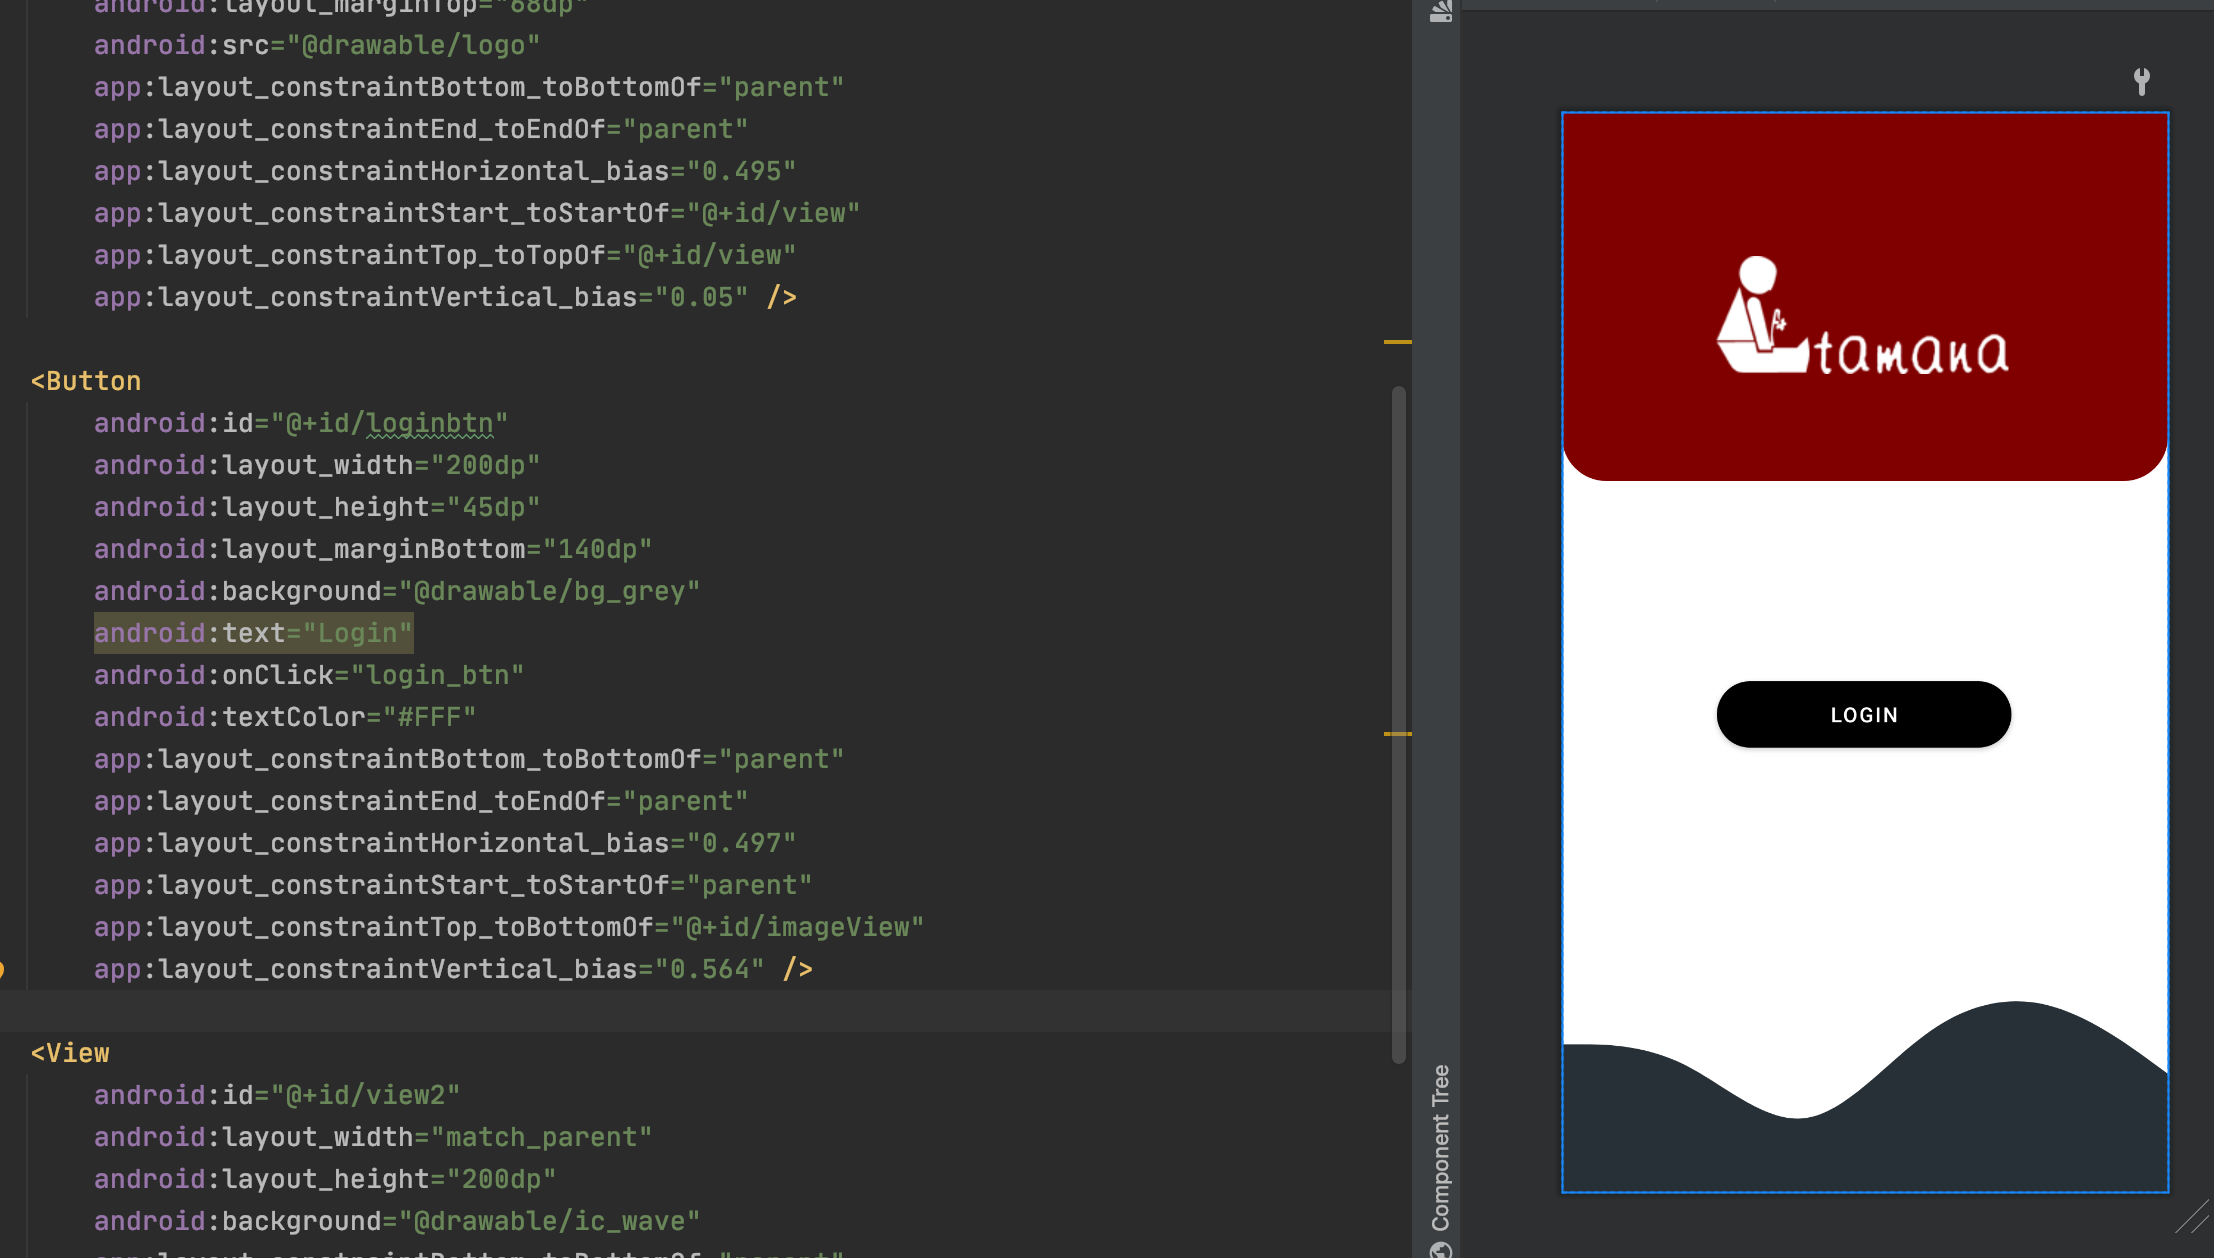 android:layout_marginTop="68dp"
android:src="@drawable/logo"
app:layout_constraintBottom_toBottomOf="parent"
app:layout_constraintEnd_toEndOf="parent"
app:layout_constraintHorizontal_bias="0.495"
app:layout_constraintStart_toStartOf="@+id/view"
app:layout_constraintTop_toTopOf="@+id/view"
app:layout_constraintVertical_bias="0.05" />
<Button
android:id="@+id/loginbtn"
android:layout_width="200dp"
android:layout_height="45dp"
android:layout_marginBottom="140dp"
android:background="@drawable/bg_grey"
android:text="Login"
android:onClick="login_btn"
android:textColor="#FFF"
app:layout_constraintBottom_toBottomOf="parent"
app:layout_constraintEnd_toEndOf="parent"
app:layout_constraintHorizontal_bias="0.497"
app:layout_constraintStart_toStartOf="parent"
app:layout_constraintTop_toBottomOf="@+id/imageView"
app:layout_constraintVertical_bias="0.564" />
<View
android:id="@+id/view2"
android:layout_width="match_parent"
android:layout_height="200dp"
android:background="@drawable/ic_wave"
app:layout_constraintBottom_toBottomOf="parent"
Component Tree
tamana
LOGIN